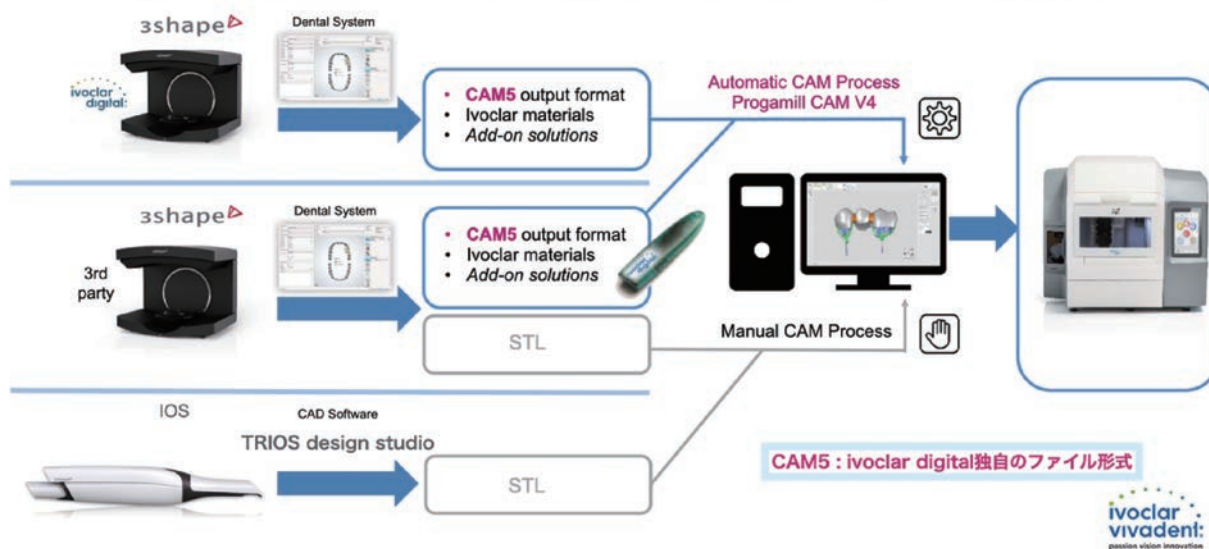 3shape
Dental System
ivoclar
digital:
• CAM5 output format
• Ivoclar materials
• Add-on solutions
Automatic CAM Process
Progamill CAM V4
3shape
Dental System
3rd
party
• CAM5 output format
• Ivoclar materials
• Add-on solutions
STL
Manual CAM Process
IOS
CAD Software
TRIOS design studio
STL
CAM5 : ivoclar digital独自のファイル形式
ivoclar
vivadent:
passion vision innovation